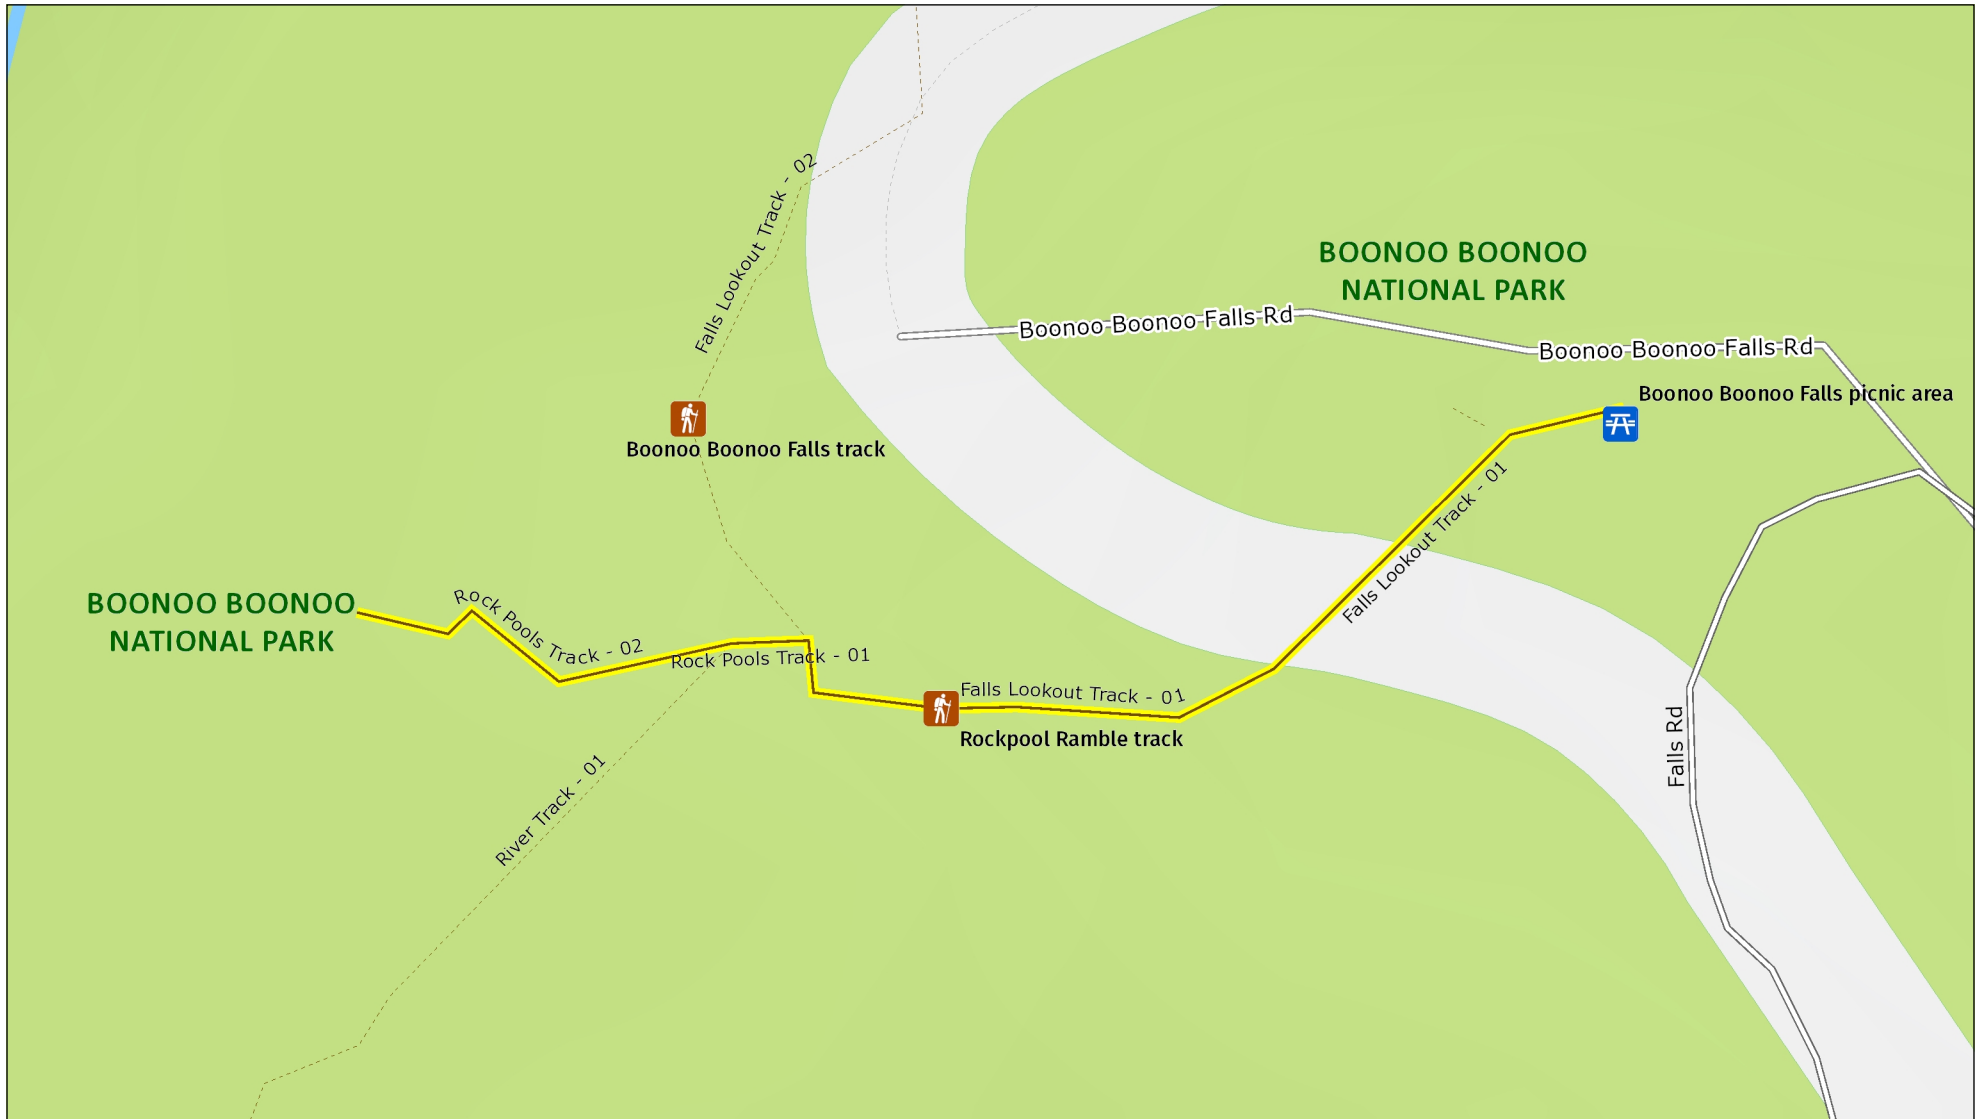 Falls Lookout Track - 02
BOONOO BOONOO
NATIONAL PARK
Boonoo Boonoo Falls Rd
Boonoo Boonoo Falls Rd
Boonoo Boonoo Falls picnic area
Boonoo Boonoo Falls track
Falls Lookout Track - 01
BOONOO BOONOO
NATIONAL PARK
Rock Pools Track - 02
Rock Pools Track - 01
Falls Lookout Track - 01
Rockpool Ramble track
Falls Rd
River Track - 01